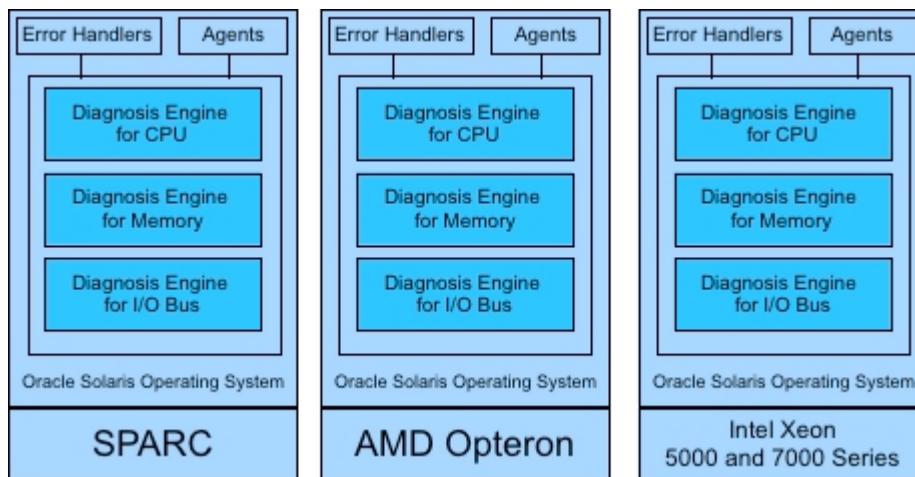 Error Handlers
Agents
Diagnosis Engine
for CPU
Diagnosis Engine
for Memory
Diagnosis Engine
for I/O Bus
Oracle Solaris Operating System
SPARC
Error Handlers
Agents
Diagnosis Engine
for CPU
Diagnosis Engine
for Memory
Diagnosis Engine
for I/O Bus
Oracle Solaris Operating System
AMD Opteron
Error Handlers
Agents
Diagnosis Engine
for CPU
Diagnosis Engine
for Memory
Diagnosis Engine
for I/O Bus
Oracle Solaris Operating System
Intel Xeon
5000 and 7000 Series